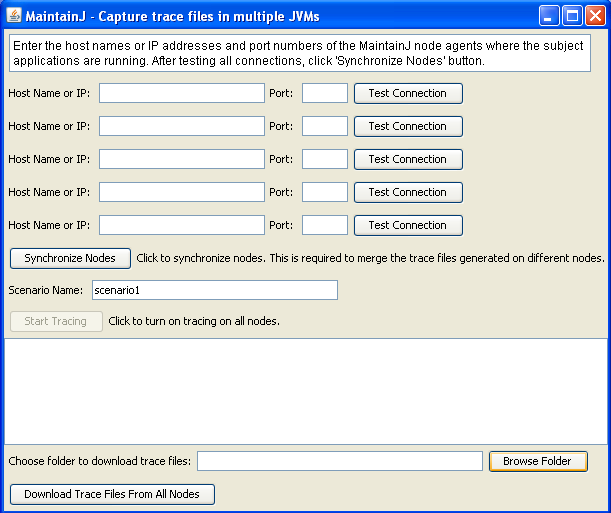 MaintainJ - Capture trace files in multiple JVMs
Enter the host names or IP addresses and port numbers of the MaintainJ node agents where the subject
applications are running. After testing all connections, click 'Synchronize Nodes' button.
Host Name or IP: Port: Test Connection
Host Name or IP: Port: Test Connection
Host Name or IP: Port: Test Connection
Host Name or IP: Port: Test Connection
Host Name or IP: Port: Test Connection
Synchronize Nodes Click to synchronize nodes. This is required to merge the trace files generated on different nodes.
Scenario Name: scenario1
Start Tracing Click to turn on tracing on all nodes.
Choose folder to download trace files: Browse Folder
Download Trace Files From All Nodes